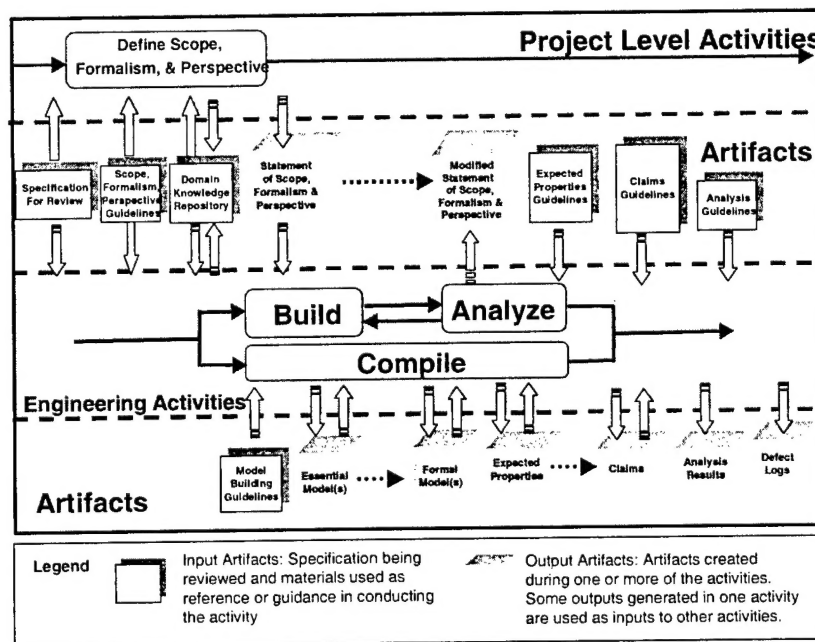 Define Scope,
Formalism, & Perspective
Project Level Activities
Artifacts
Specification
For Review
Scope,
Formalism,
Perspective
Guidelines
Domain
Knowledge
Repository
Statement
of Scope,
Formalism &
Perspective
Modified
Statement
of Scope,
Formalism &
Perspective
Expected
Properties
Guidelines
Claims
Guidelines
Analysis
Guidelines
Build
Analyze
Compile
Engineering Activities
Artifacts
Model
Building
Guidelines
Essential
Model(s)
Formal
Model(s)
Expected
Properties
Claims
Analysis
Results
Defect
Logs
Legend
Input Artifacts: Specification being
reviewed and materials used as
reference or guidance in conducting
the activity
Output Artifacts: Artifacts created
during one or more of the activities.
Some outputs generated in one activity
are used as inputs to other activities.